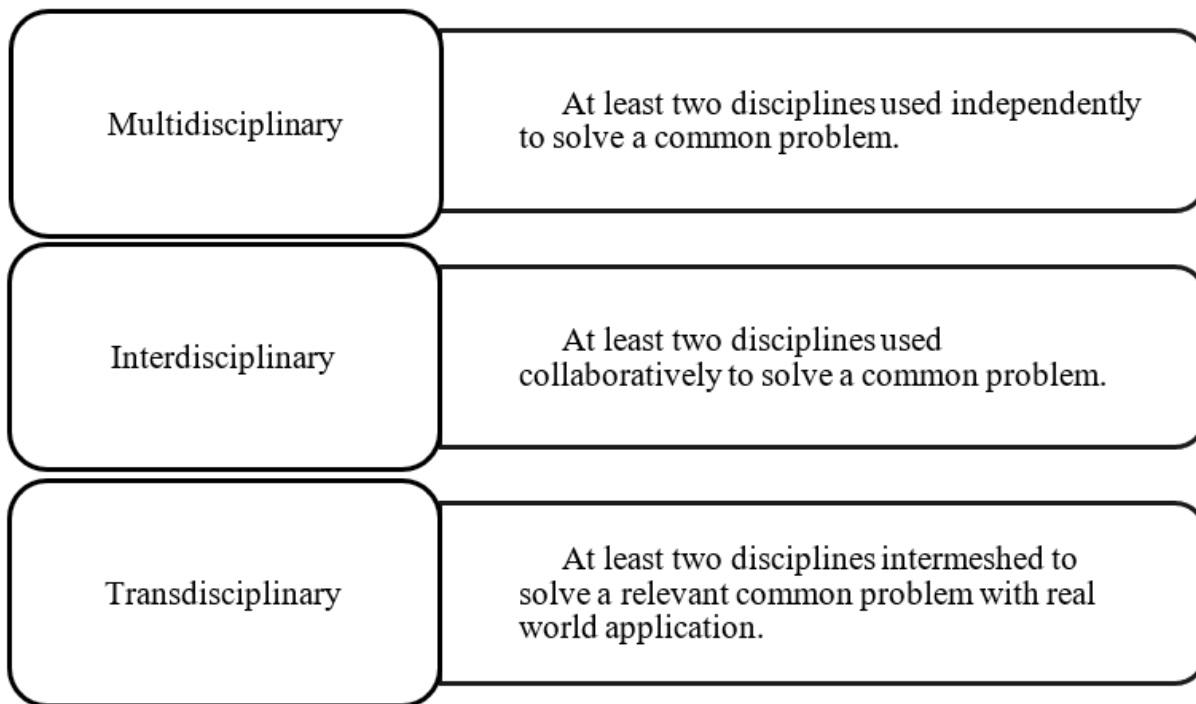 Multidisciplinary
At least two disciplines used independently
to solve a common problem.
Interdisciplinary
At least two disciplines used
collaboratively to solve a common problem.
Transdisciplinary
At least two disciplines intermeshed to
solve a relevant common problem with real
world application.